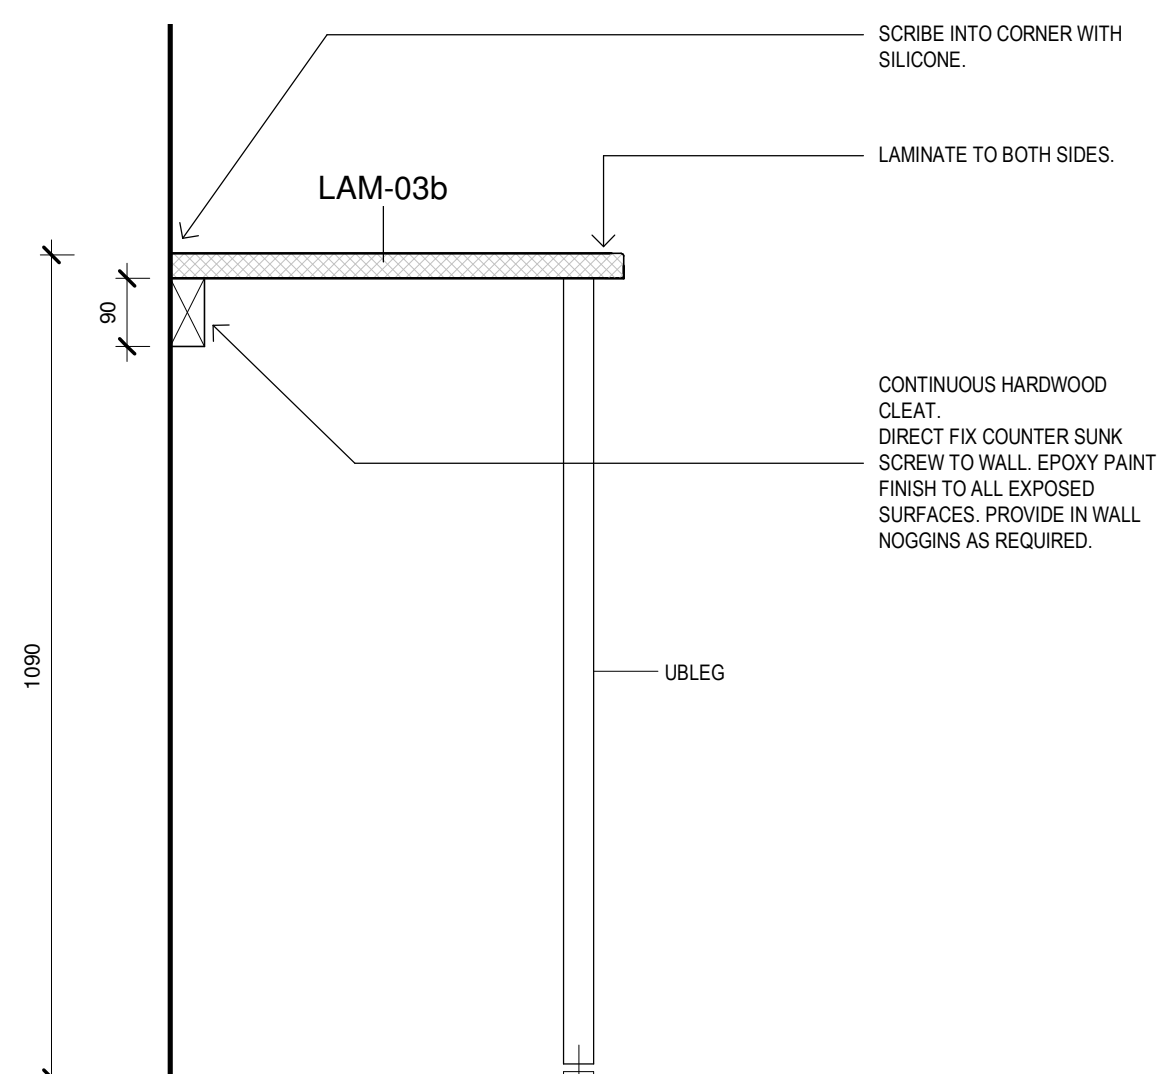 SCRIBE INTO CORNER WITH
SILICONE.
LAMINATE TO BOTH SIDES.
LAM-03b
90
CONTINUOUS HARDWOOD
CLEAT.
DIRECT FIX COUNTER SUNK
SCREW TO WALL. EPOXY PAINT
FINISH TO ALL EXPOSED
SURFACES. PROVIDE IN WALL
NOGGINS AS REQUIRED.
1090
UBLEG